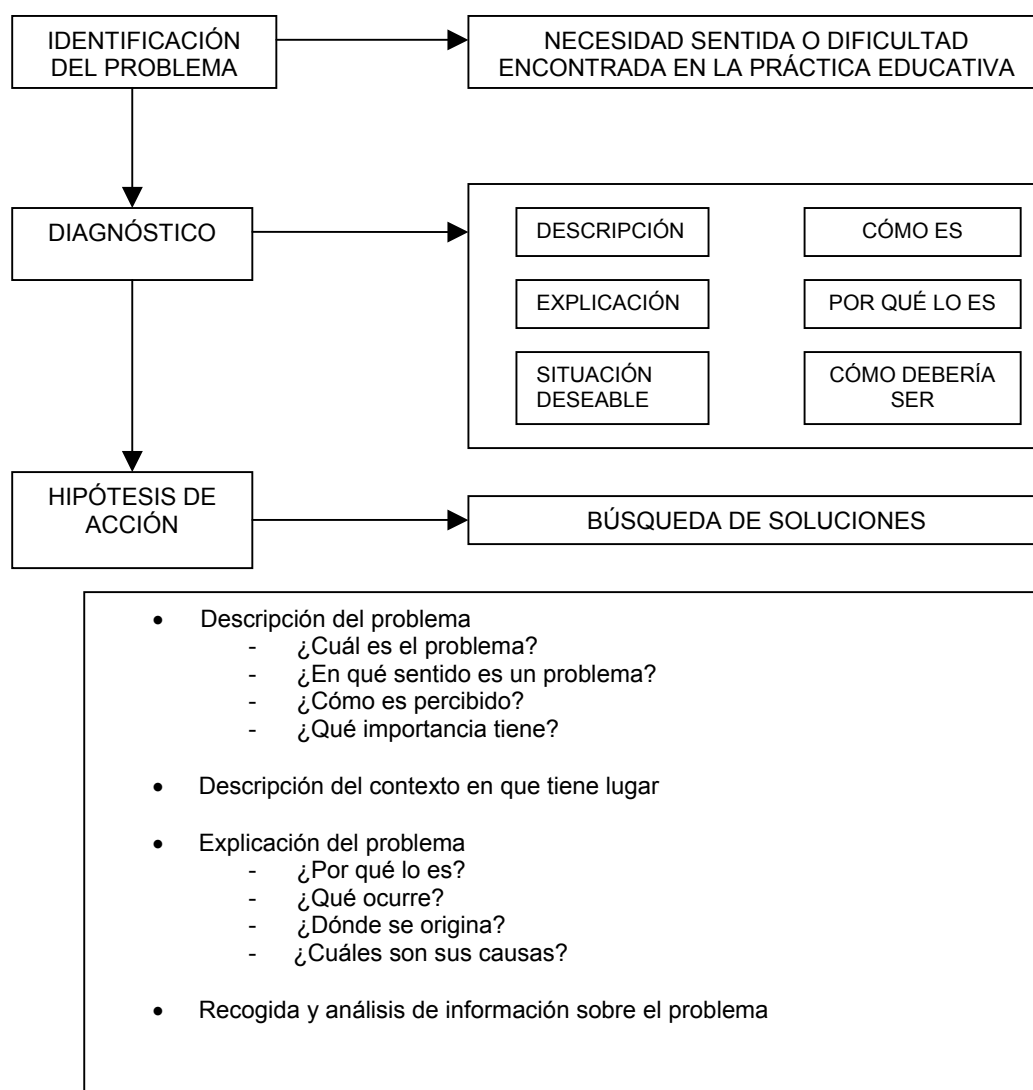 IDENTIFICACIÓN
DEL PROBLEMA
NECESIDAD SENTIDA O DIFICULTAD
ENCONTRADA EN LA PRÁCTICA EDUCATIVA
DIAGNÓSTICO
DESCRIPCIÓN
CÓMO ES
EXPLICACIÓN
POR QUÉ LO ES
SITUACIÓN
DESEABLE
CÓMO DEBERÍA
SER
HIPÓTESIS DE
ACCIÓN
BÚSQUEDA DE SOLUCIONES
• Descripción del problema
- ¿Cuál es el problema?
- ¿En qué sentido es un problema?
- ¿Cómo es percibido?
- ¿Qué importancia tiene?
• Descripción del contexto en que tiene lugar
• Explicación del problema
- ¿Por qué lo es?
- ¿Qué ocurre?
- ¿Dónde se origina?
- ¿Cuáles son sus causas?
• Recogida y análisis de información sobre el problema